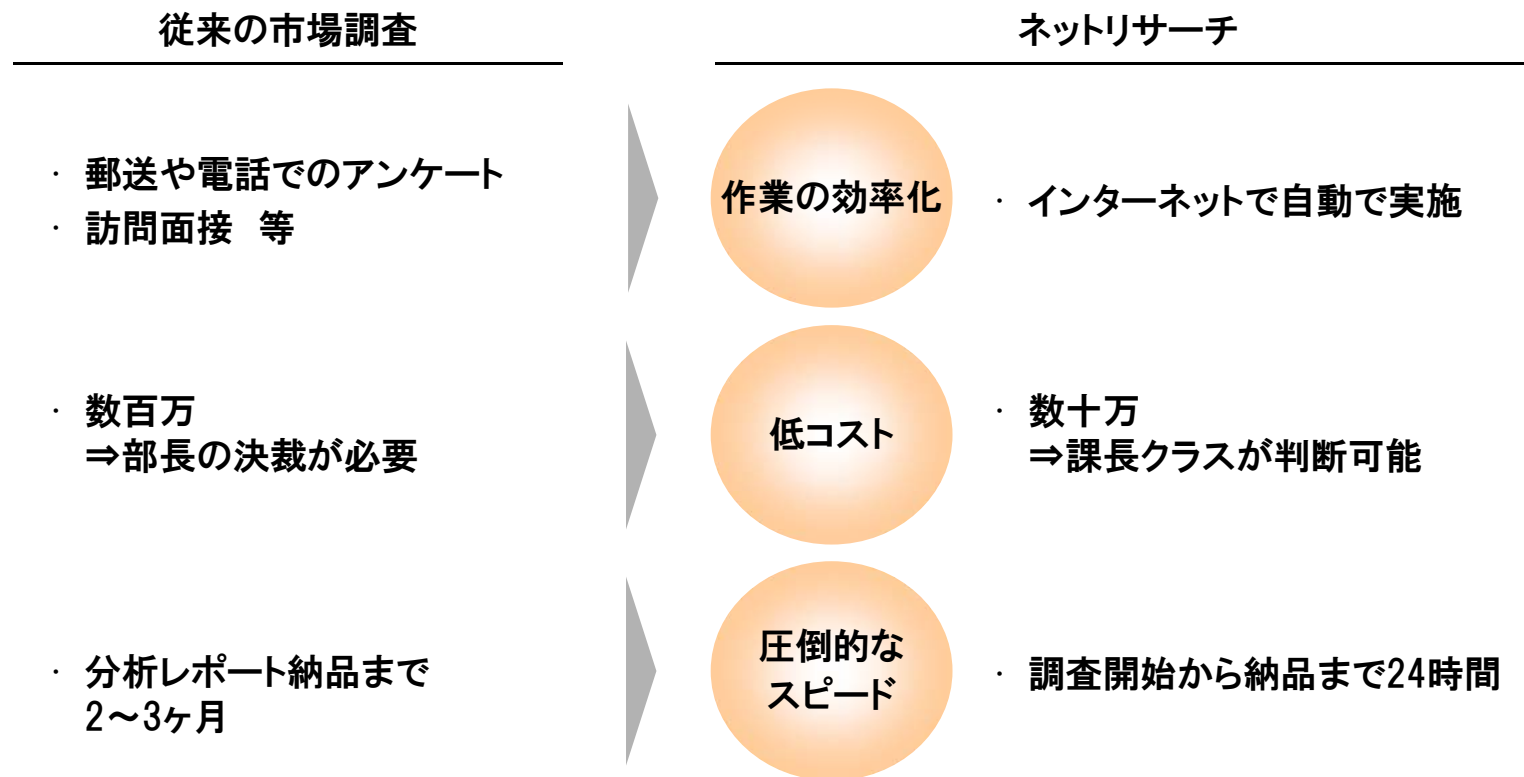 従来の市場調査
ネットリサーチ
・ 郵送や電話でのアンケート
・ 訪問面接　等
作業の効率化
・ インターネットで自動で実施
・ 数百万
⇒部長の決裁が必要
低コスト
・ 数十万
⇒課長クラスが判断可能
・ 分析レポート納品まで
2～3ヶ月
圧倒的な
スピード
・ 調査開始から納品まで24時間